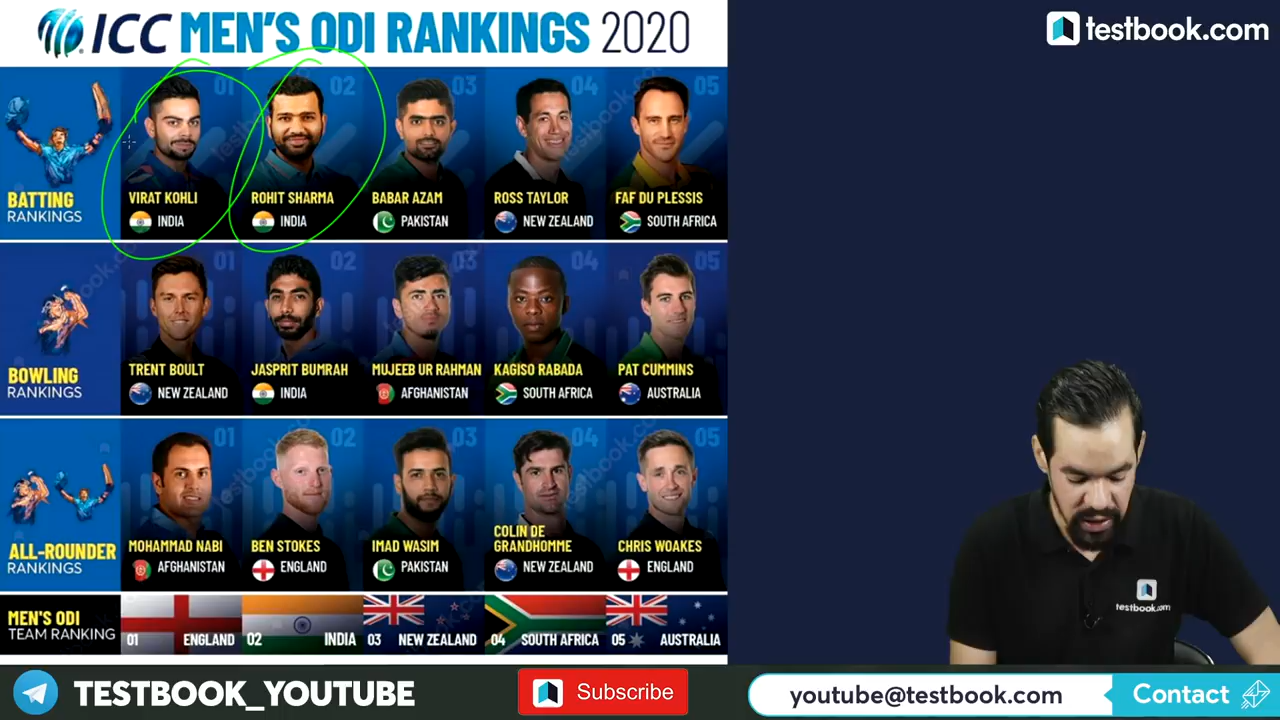 ICC MEN'S ODI RANKINGS 2020
testbook.com
BATTING
RANKINGS
01
VIRAT KOHLI
INDIA
02
ROHIT SHARMA
INDIA
03
BABAR AZAM
PAKISTAN
04
ROSS TAYLOR
NEW ZEALAND
05
FAF DU PLESSIS
SOUTH AFRICA
BOWLING
RANKINGS
01
TRENT BOULT
NEW ZEALAND
02
JASPRIT BUMRAH
INDIA
03
MUJEEB UR RAHMAN
AFGHANISTAN
04
KAGISO RABADA
SOUTH AFRICA
05
PAT CUMMINS
AUSTRALIA
ALL-ROUNDER
RANKINGS
01
MOHAMMAD NABI
AFGHANISTAN
02
BEN STOKES
ENGLAND
03
IMAD WASIM
PAKISTAN
04
COLIN DE
GRANDHOMME
NEW ZEALAND
05
CHRIS WOAKES
ENGLAND
MEN'S ODI
TEAM RANKING
01 ENGLAND
02 INDIA
03 NEW ZEALAND
04 SOUTH AFRICA
05 AUSTRALIA
testbook.com
TESTBOOK_YOUTUBE
Subscribe
youtube@testbook.com
Contact